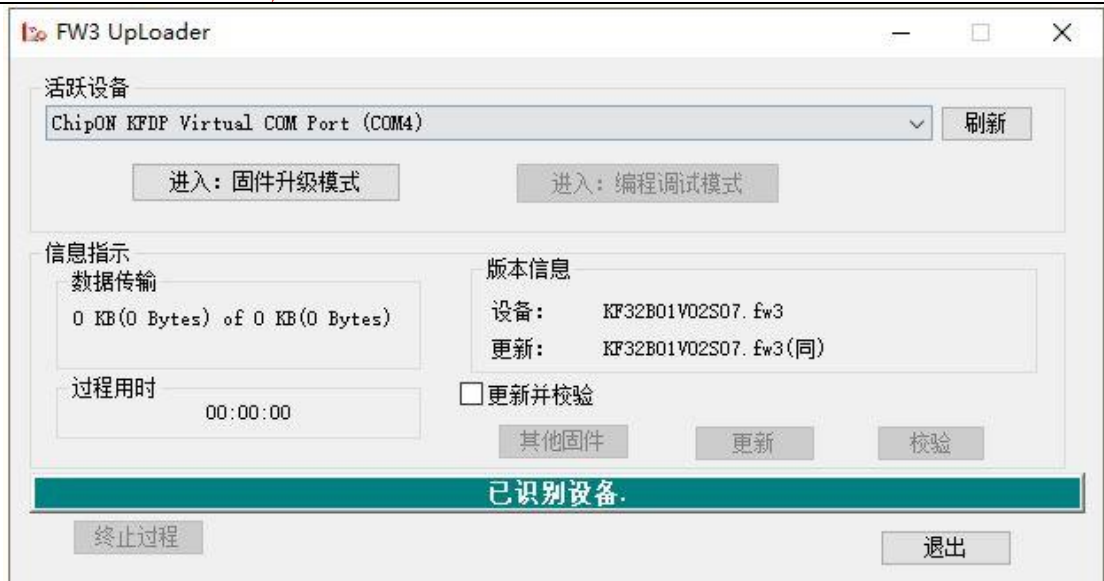 FW3 UpLoader
活跃设备
ChipON KFDP Virtual COM Port (COM4)
刷新
进入: 固件升级模式
进入: 编程调试模式
信息指示
数据传输
0 KB(0 Bytes) of 0 KB(0 Bytes)
版本信息
设备: KF32B01V02S07.fw3
更新: KF32B01V02S07.fw3(同)
过程用时
00:00:00
更新并校验
其他固件
更新
校验
已识别设备.
终止过程
退出